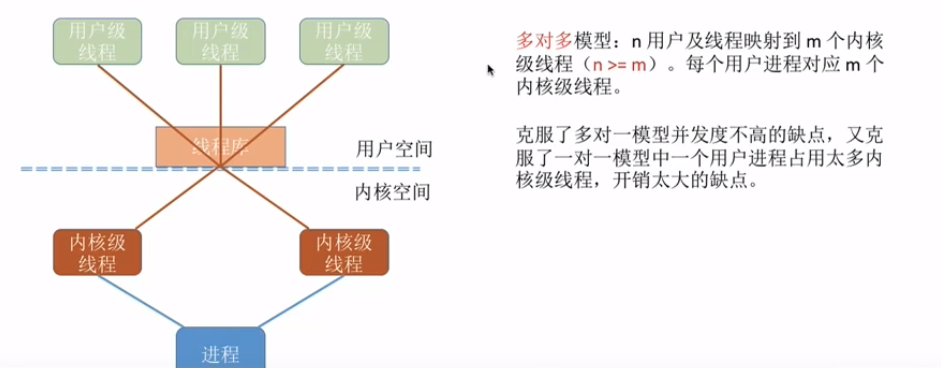 用户级
线程
用户级
线程
用户级
线程
线程库
用户空间
内核空间
内核级
线程
内核级
线程
进程
多对多模型：n 用户及线程映射到 m 个内核
级线程（n >= m）。每个用户进程对应 m 个
内核级线程。
克服了多对一模型并发度不高的缺点，又克
服了一对一模型中一个用户进程占用太多内
核级线程，开销太大的缺点。